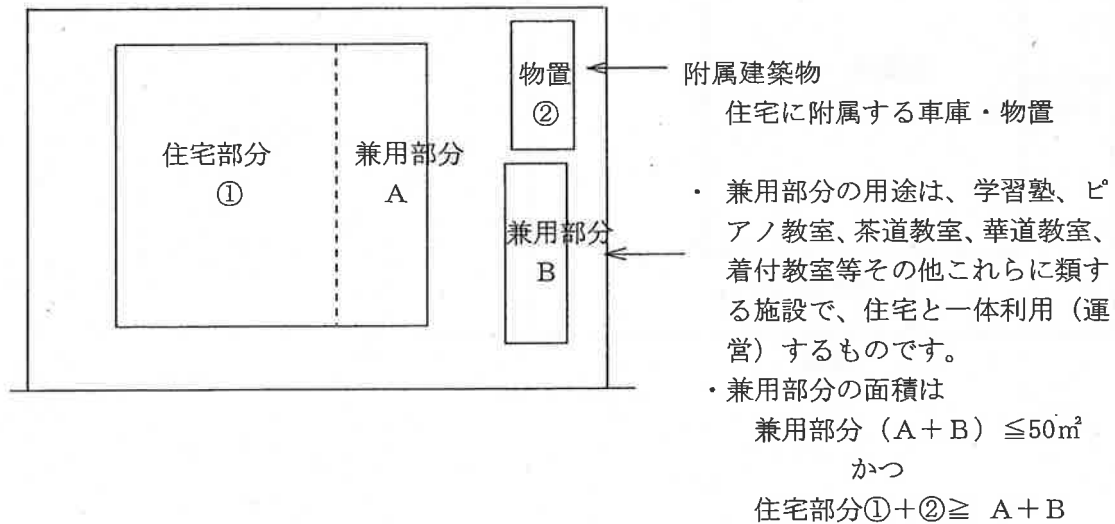 住宅部分
①
兼用部分
A
物置
②
兼用部分
B
附属建築物
住宅に附属する車庫・物置
・ 兼用部分の用途は、学習塾、ピ
アノ教室、茶道教室、華道教室、
着付教室等その他これらに類す
る施設で、住宅と一体利用（運
営）するものです。
・兼用部分の面積は
兼用部分（A＋B）≦50㎡
かつ
住宅部分①＋②≧ A＋B